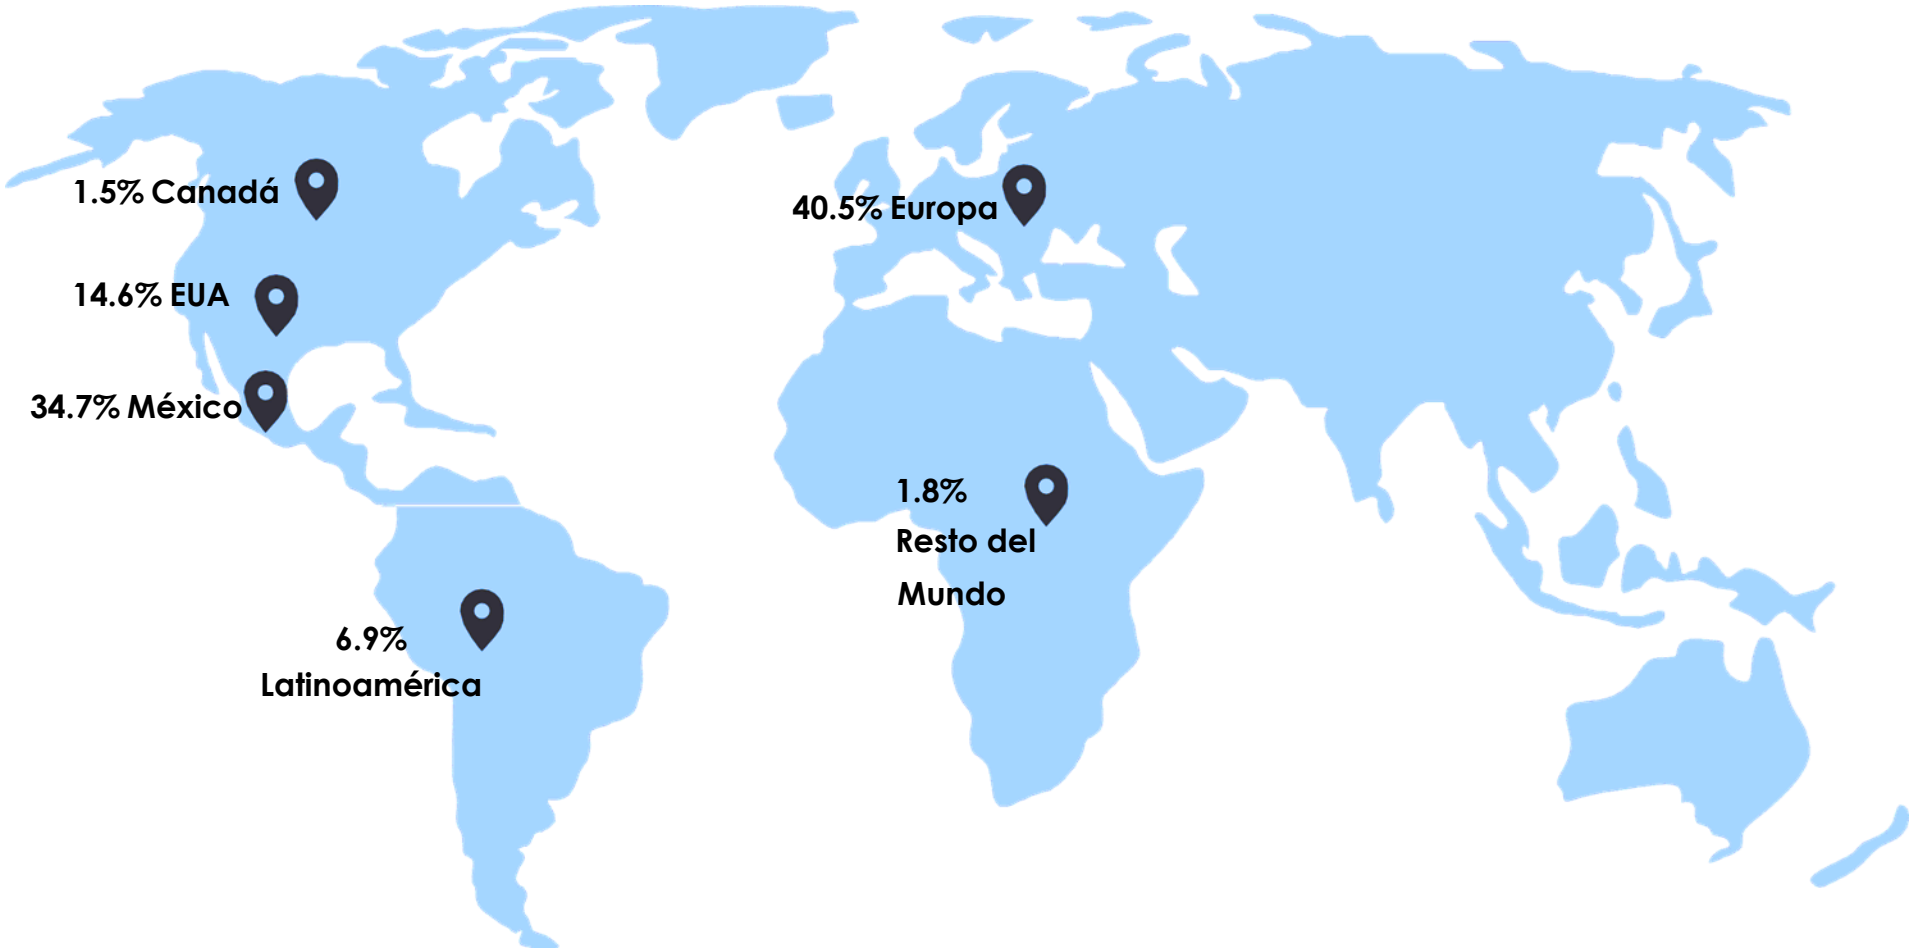 1.5% Canadá
40.5% Europa
14.6% EUA
34.7% México
1.8%
Resto del
Mundo
6.9%
Latinoamérica